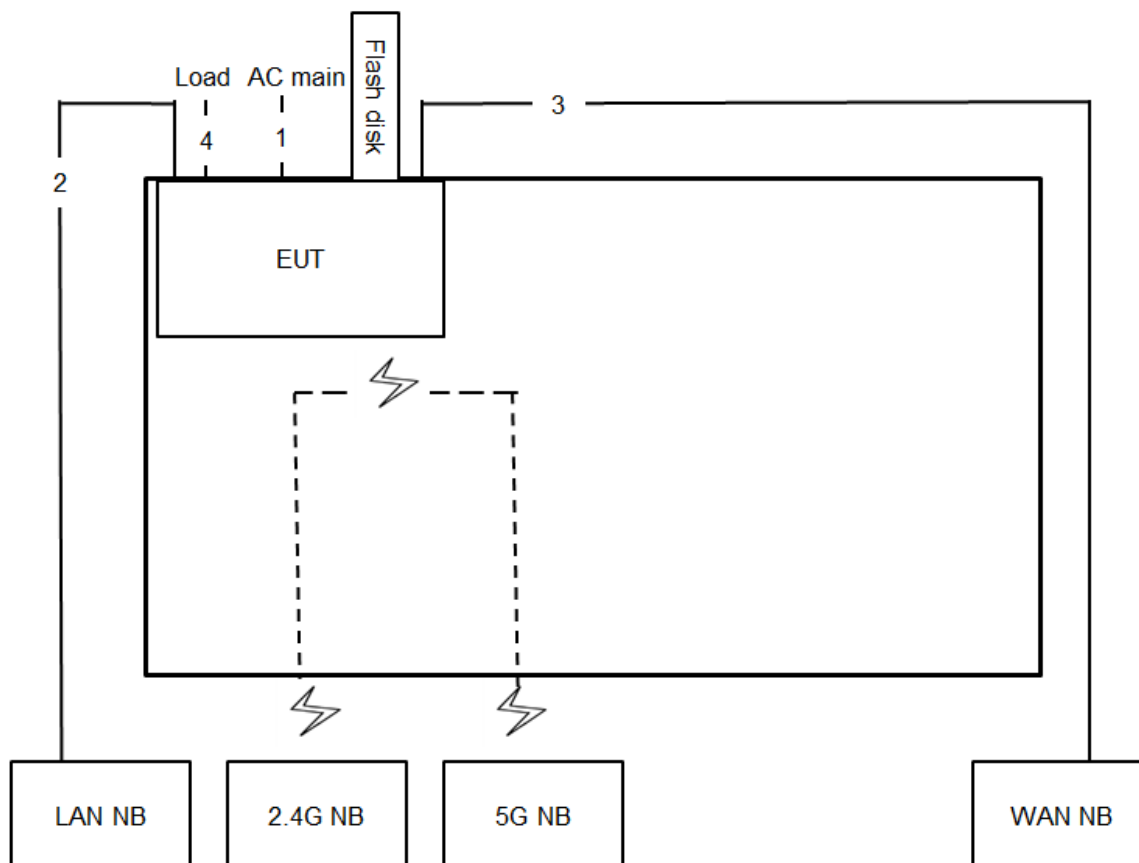 Flash disk
Load AC main
3
4 1
2
EUT
LAN NB
2.4G NB
5G NB
WAN NB